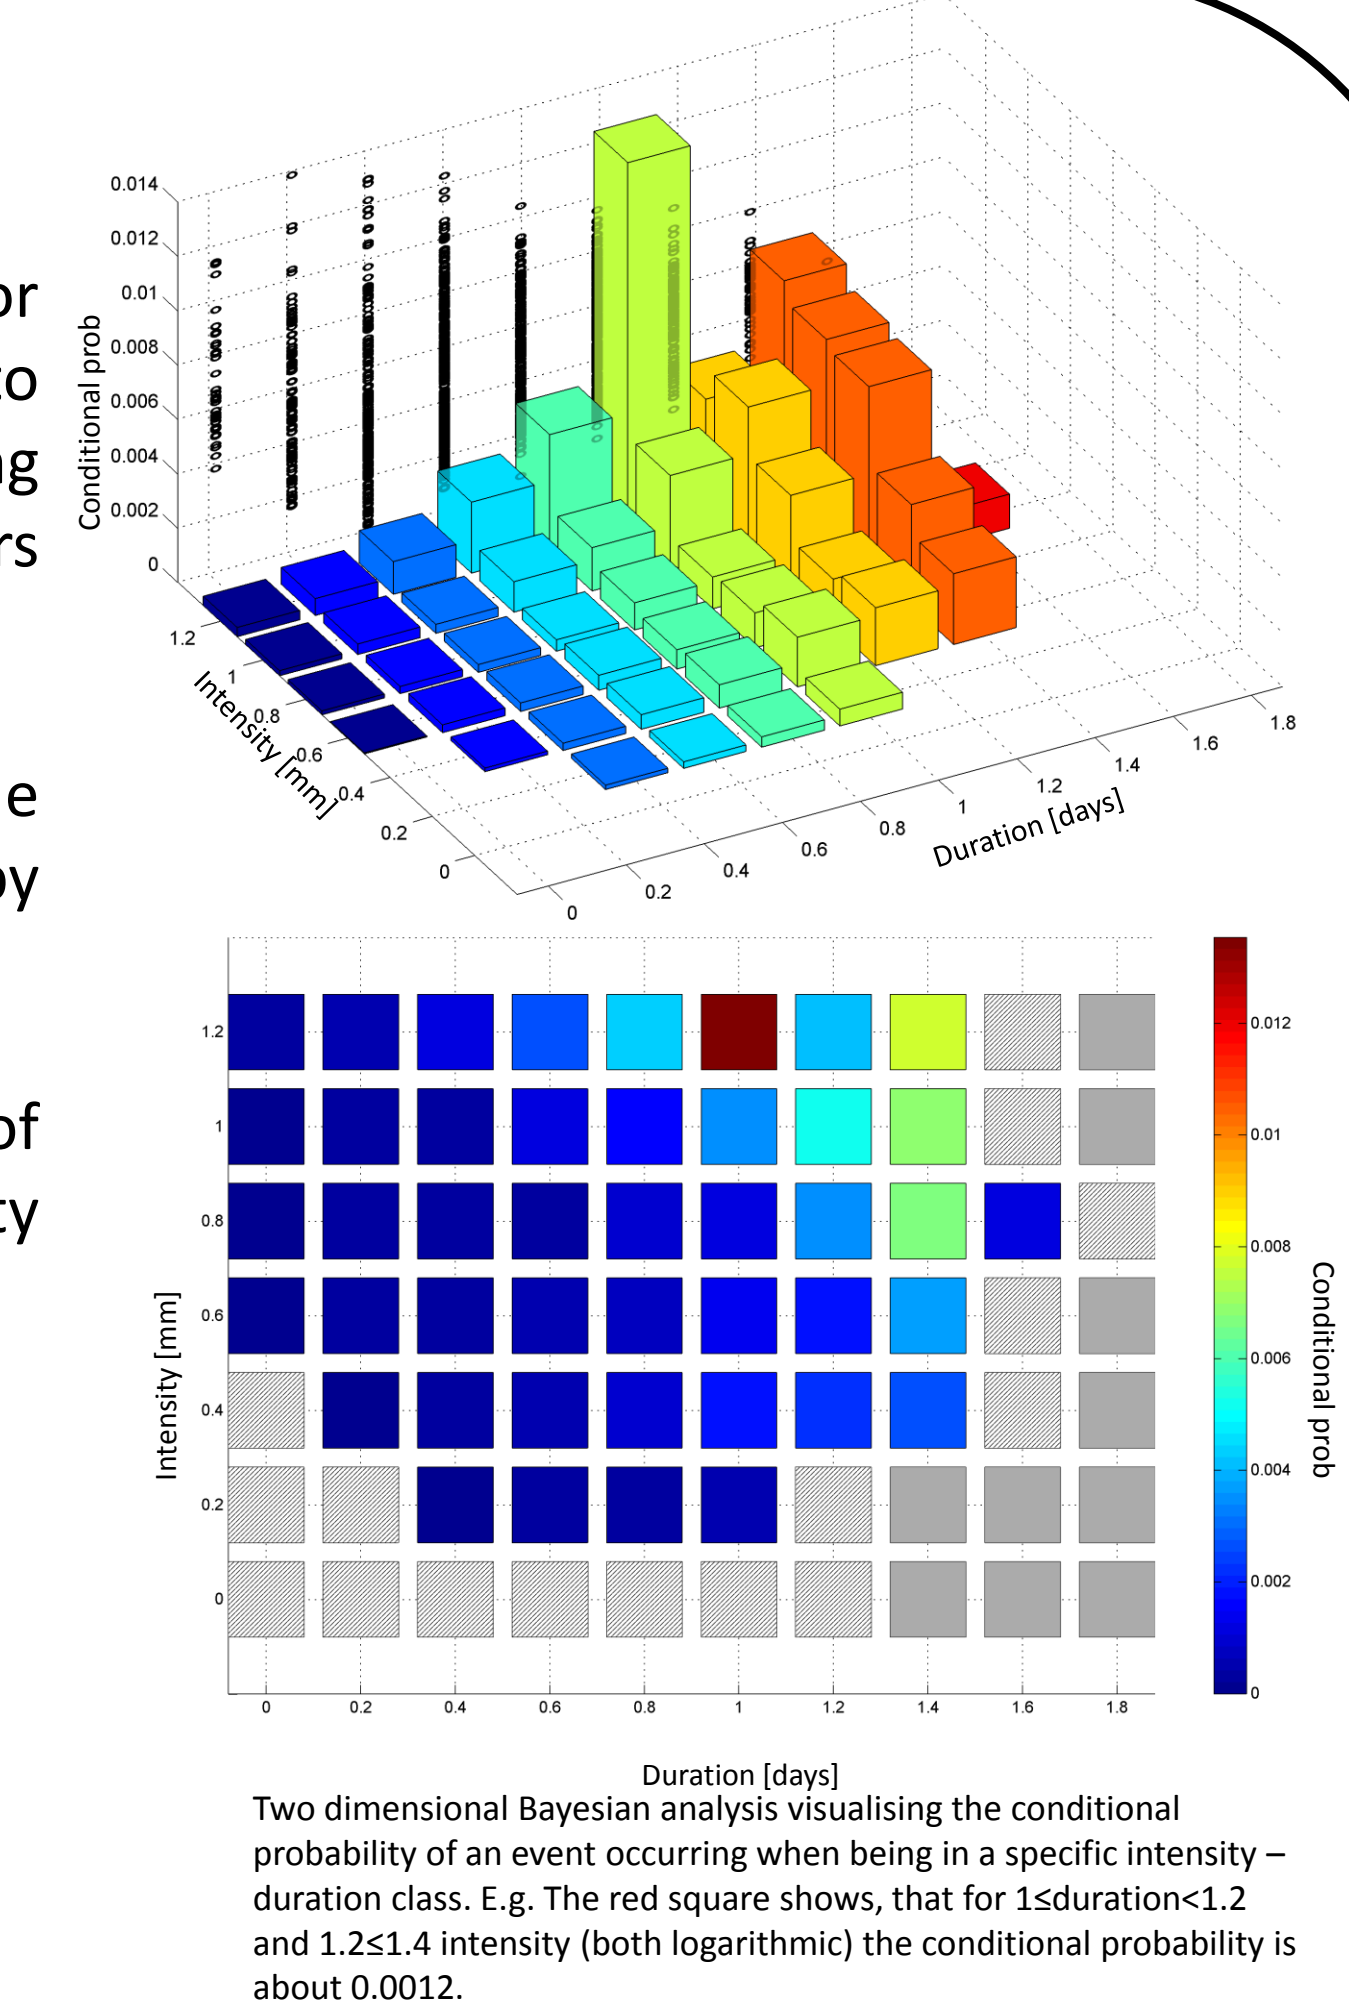 or
to
ng
rs
e
by
of
ty
0.014
0.012
0.01
0.008
0.006
0.004
0.002
0
Conditional prob
1.2
1
0.8
0.6
0.4
0.2
0
Intensity [mm]
0
0.2
0.4
0.6
0.8
1
1.2
1.4
1.6
1.8
Duration [days]
1.2
1
0.8
0.6
0.4
0.2
0
Intensity [mm]
0
0.2
0.4
0.6
0.8
1
1.2
1.4
1.6
1.8
Duration [days]
0.012
0.01
0.008
0.006
0.004
0.002
0
Conditional prob
Two dimensional Bayesian analysis visualising the conditional
probability of an event occurring when being in a specific intensity –
duration class. E.g. The red square shows, that for 1≤duration<1.2
and 1.2≤1.4 intensity (both logarithmic) the conditional probability is
about 0.0012.